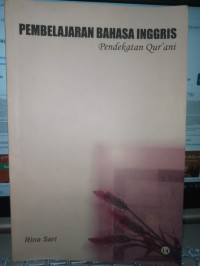 PEMBELAJARAN BAHASA INGGRIS
Pendekatan Qur'ani
Rina Sari